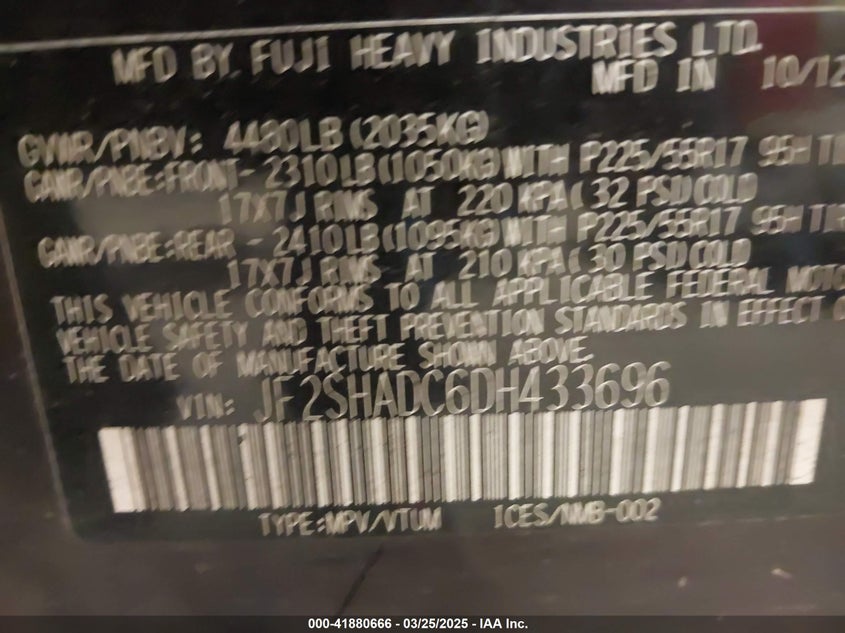 MFD BY FUJI HEAVY INDUSTRIES LTD.
MFD IN 10/12
GVWR/PNBV: 4480LB(2035KG)
GAWR/PNBE:FRONT- 2310LB(1050KG)WITH P225/55R17 95H
17X7J RIMS AT 220 KPA(32 PSI)COLD
GAWR/PNBE:REAR - 2410LB(1095KG)WITH P225/55R17 95H
17X7J RIMS AT 210 KPA(30 PSI)COLD
THIS VEHICLE CONFORMS TO ALL APPLICABLE FEDERAL
VEHICLE SAFETY AND THEFT PREVENTION STANDARDS IN EFFECT
THE DATE OF MANUFACTURE SHOWN ABOVE.
VIN: JF2SHADC6DH433696
TYPE:MPV/VTUM ICES/NMB-002
000-41880666 - 03/25/2025 - IAA Inc.